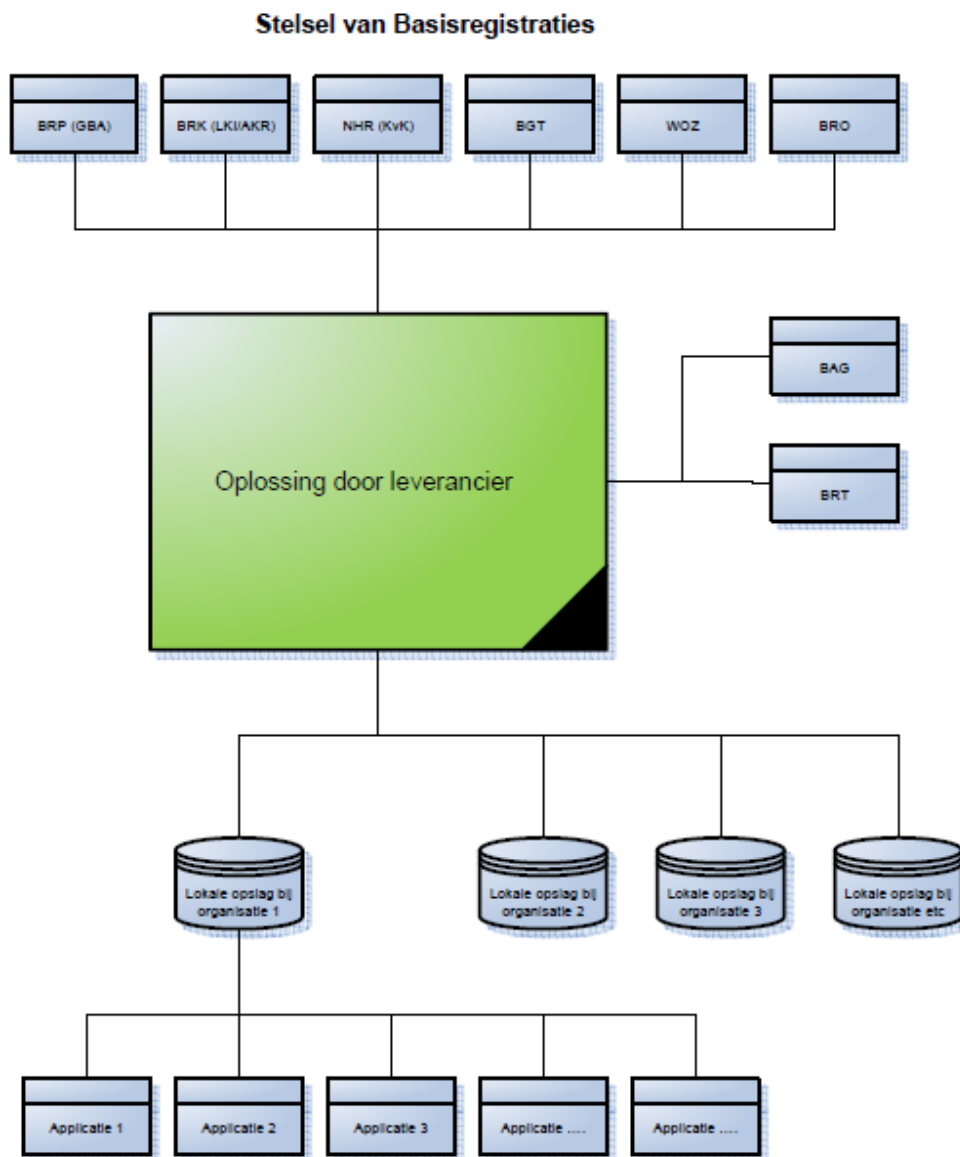 Stelsel van Basisregistraties
BRP (GBA)
BRK (LKI/AKR)
NHR (KvK)
BGT
WOZ
BRO
BAG
Oplossing door leverancier
BRT
Lokale opslag bij
organisatie 1
Lokale opslag bij
organisatie 2
Lokale opslag bij
organisatie 3
Lokale opslag bij
organisatie etc
Applicatie 1
Applicatie 2
Applicatie 3
Applicatie .....
Applicatie .....